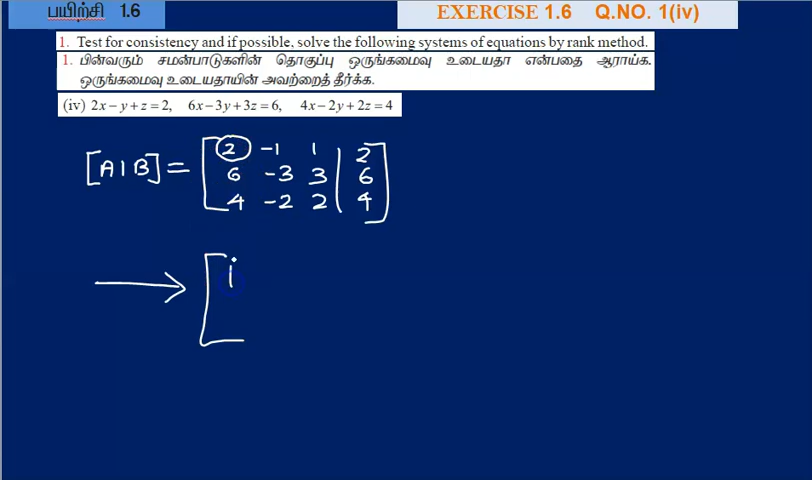 பயிற்சி 1.6
EXERCISE 1.6 Q.NO. 1(iv)
1. Test for consistency and if possible, solve the following systems of equations by rank method.
1. பின்வரும் சமன்பாடுகளின் தொகுப்பு ஒருங்கமைவு உடையதா என்பதை ஆராய்க.
ஒருங்கமைவு உடையதாயின் அவற்றைத் தீர்க்க.
(iv) 2x − y + z = 2, 6x − 3y + 3z = 6, 4x − 2y + 2z = 4
2 -1 1 2
[A|B] = 6 -3 3 6
4 -2 2 4